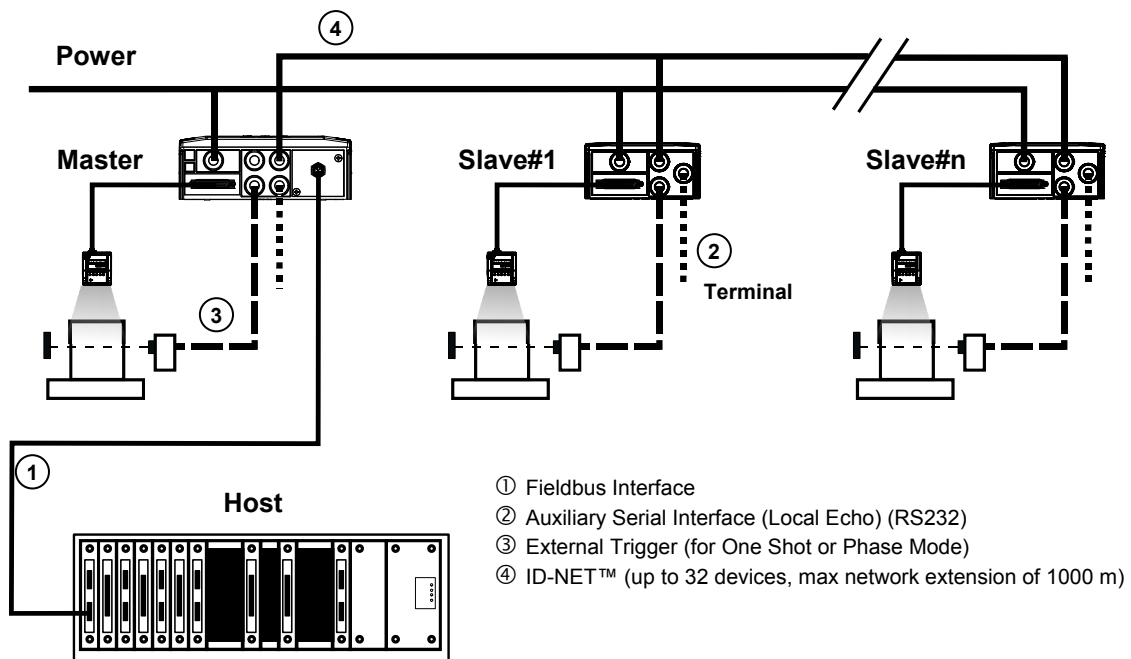 ④
Power
Master
Slave#1
Slave#n
②
Terminal
③
①
Host
① Fieldbus Interface
② Auxiliary Serial Interface (Local Echo) (RS232)
③ External Trigger (for One Shot or Phase Mode)
④ ID-NET™ (up to 32 devices, max network extension of 1000 m)